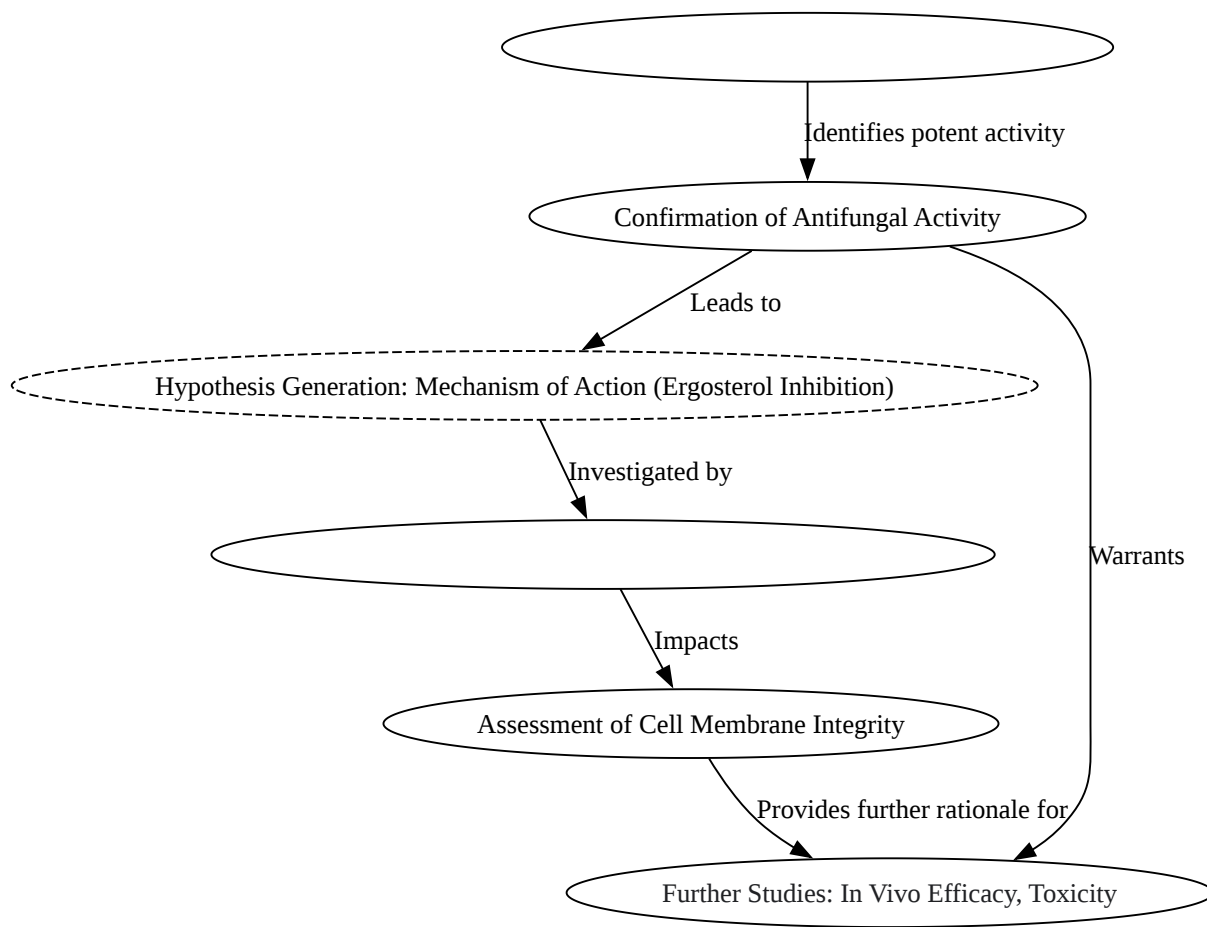 Identifies potent activity
Confirmation of Antifungal Activity
Leads to
Hypothesis Generation: Mechanism of Action (Ergosterol Inhibition)
Investigated by
Warrants
Impacts
Assessment of Cell Membrane Integrity
Provides further rationale for
Further Studies: In Vivo Efficacy, Toxicity